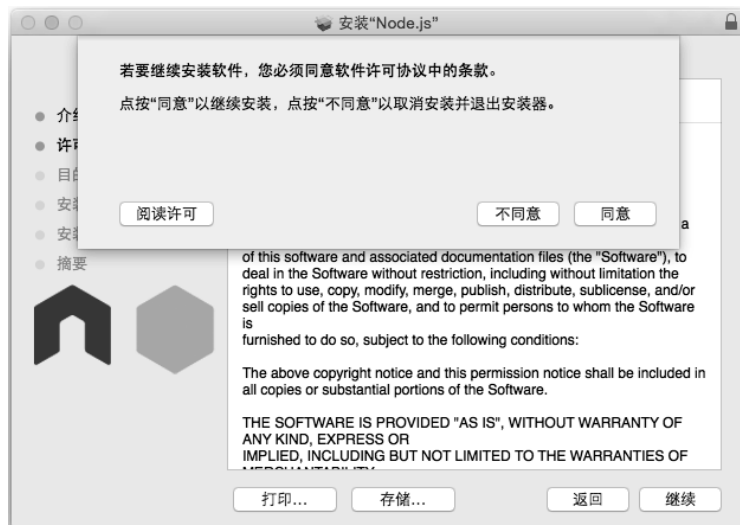 安装“Node.js”
若要继续安装软件，您必须同意软件许可协议中的条款。
点按“同意”以继续安装，点按“不同意”以取消安装并退出安装器。
阅读许可
不同意
同意
摘要
a
of this software and associated documentation files (the "Software"), to
deal in the Software without restriction, including without limitation the
rights to use, copy, modify, merge, publish, distribute, sublicense, and/or
sell copies of the Software, and to permit persons to whom the Software
is
furnished to do so, subject to the following conditions:
The above copyright notice and this permission notice shall be included in
all copies or substantial portions of the Software.
THE SOFTWARE IS PROVIDED "AS IS", WITHOUT WARRANTY OF
ANY KIND, EXPRESS OR
IMPLIED, INCLUDING BUT NOT LIMITED TO THE WARRANTIES OF
打印...
存储...
返回
继续